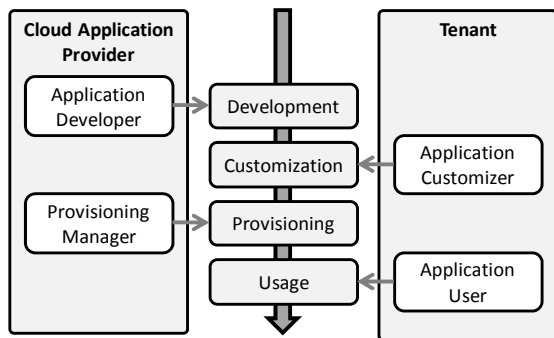 Cloud Application
Provider
Application
Developer
Provisioning
Manager
Development
Customization
Provisioning
Usage
Tenant
Application
Customizer
Application
User